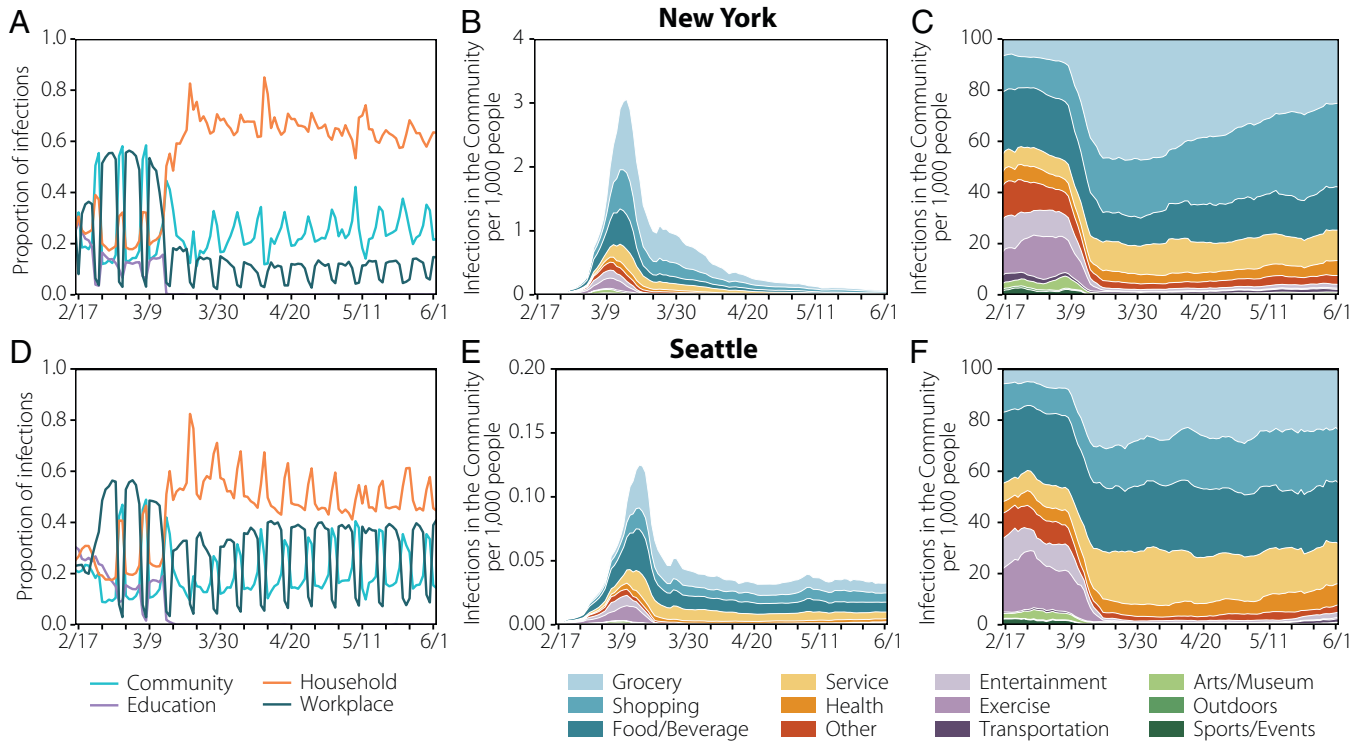 New York
A
Proportion of infections
1.0
0.8
0.6
0.4
0.2
0.0
2/17 3/9 3/30 4/20 5/11 6/1
B
Infections in the Community
per 1,000 people
4
3
2
1
0
3/9 3/30 4/20 5/11 6/1
C
Infections in the Community
per 1,000 people
100
80
60
40
20
0
2/17 3/9 3/30 4/20 5/11 6/1
Seattle
D
Proportion of infections
1.0
0.8
0.6
0.4
0.2
0.0
2/17 3/9 3/30 4/20 5/11 6/1
E
Infections in the Community
per 1,000 people
0.20
0.15
0.10
0.05
0.00
2/17 3/9 3/30 4/20 5/11 6/1
F
Infections in the Community
per 1,000 people
100
80
60
40
20
0
2/17 3/9 3/30 4/20 5/11 6/1
Community Household
Education Workplace
Grocery Service Entertainment Arts/Museum
Shopping Health Exercise Outdoors
Food/Beverage Other Transportation Sports/Events